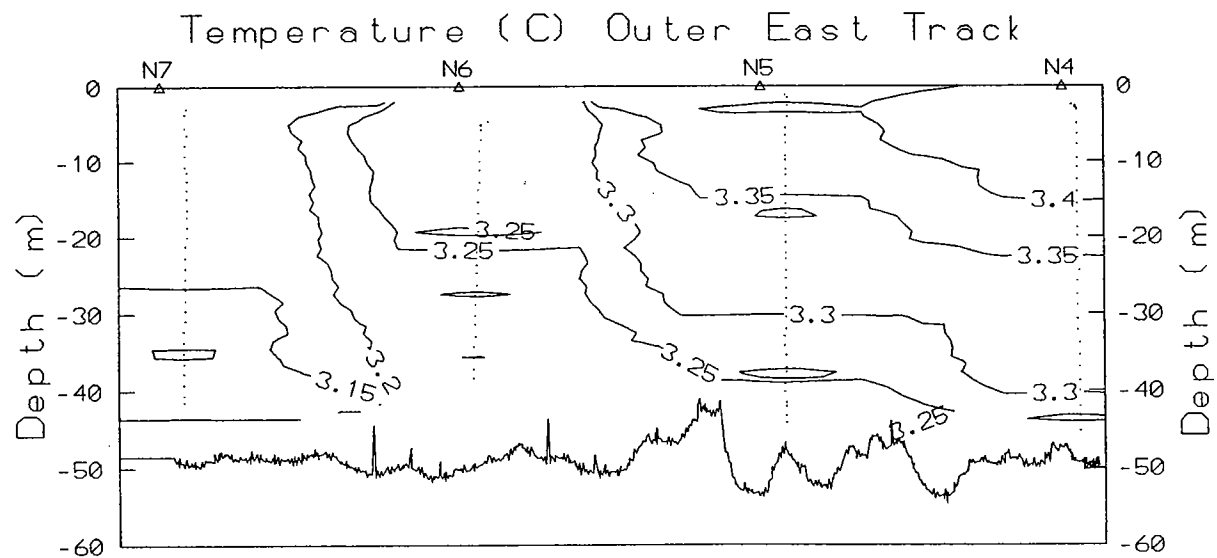 Temperature (C) Outer East Track
N7 N6 N5 N4
0 0
-10 -10
3.35 3.4
3.3
-20 3.25 -20
3.25 3.35
-30 3.3 -30
3.2 3.25
3.15
-40 3.3 -40
3.25
-50 -50
-60 -60
Depth (m)
Depth (m)